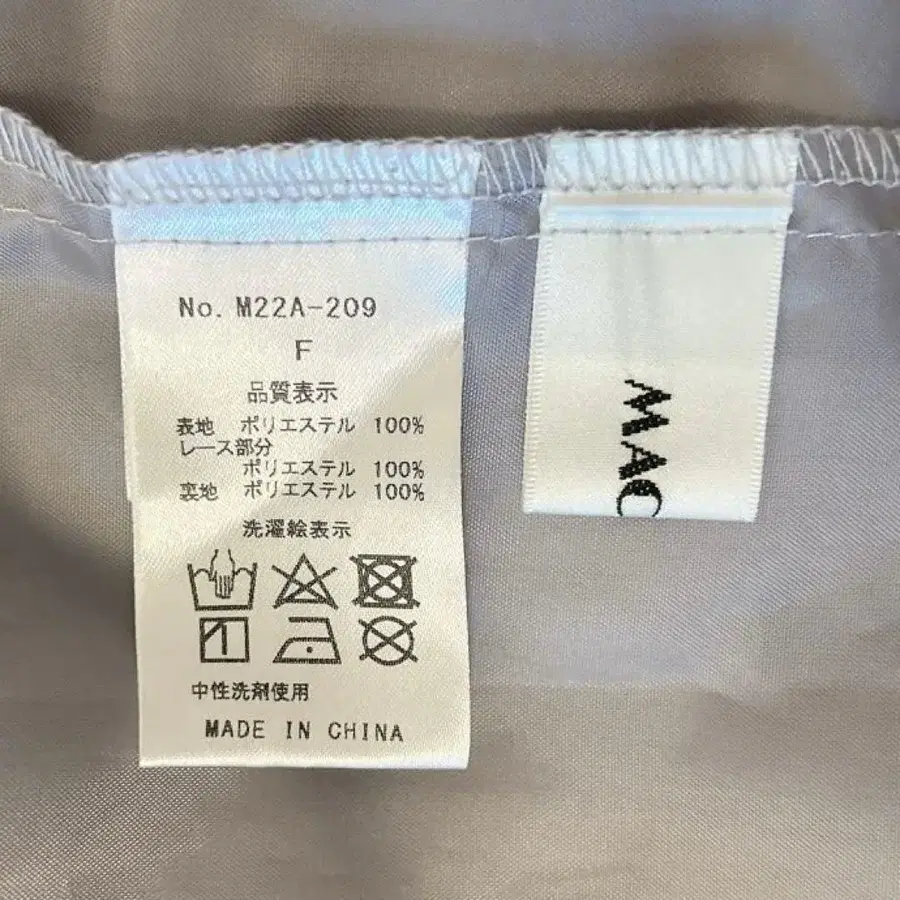 No. M22A-209
F
品質表示
表地 ポリエステル 100%
レース部分
ポリエステル 100%
裏地 ポリエステル 100%
洗濯絵表示
中性洗剤使用
MADE IN CHINA
MAC